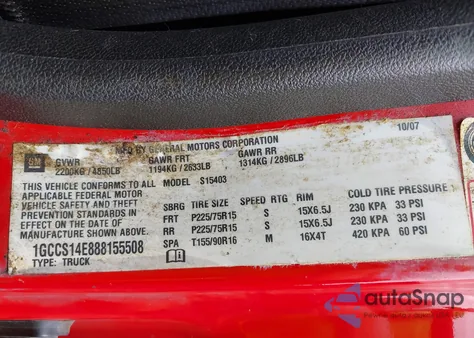 MFD BY GENERAL MOTORS CORPORATION 10/07
GM GVWR GAWR FRT GAWR RR
2200KG / 4850LB 1194KG / 2633LB 1314KG / 2896LB
THIS VEHICLE CONFORMS TO ALL MODEL S15403
APPLICABLE FEDERAL MOTOR
VEHICLE SAFETY AND THEFT SBRG TIRE SIZE SPEED RTG RIM COLD TIRE PRESSURE
PREVENTION STANDARDS IN FRT P225/75R15 S 15X6.5J 230 KPA 33 PSI
EFFECT ON THE DATE OF RR P225/75R15 S 15X6.5J 230 KPA 33 PSI
MANUFACTURE SHOWN ABOVE. SPA T155/90R16 M 16X4T 420 KPA 60 PSI
1GCCS14E888155508
TYPE: TRUCK
autoSnap